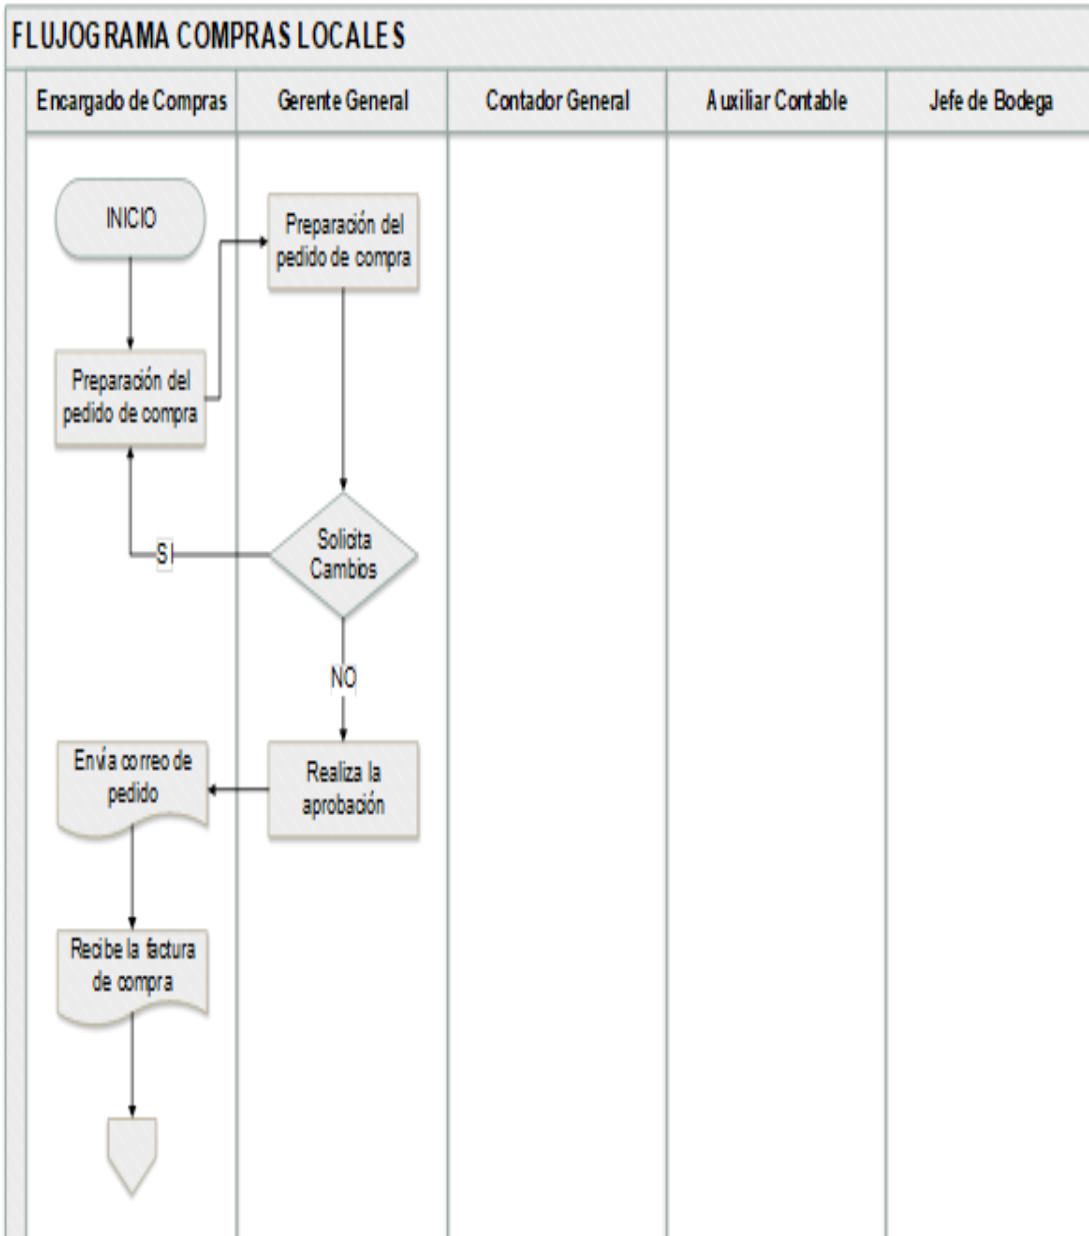 FLUJOGRAMA COMPRAS LOCALES
Encargado de Compras
Gerente General
Contador General
Auxiliar Contable
Jefe de Bodega
INICIO
Preparación del
pedido de compra
Preparación del
pedido de compra
Solicita
Cambios
SI
NO
Envía correo de
pedido
Realiza la
aprobación
Recibe la factura
de compra